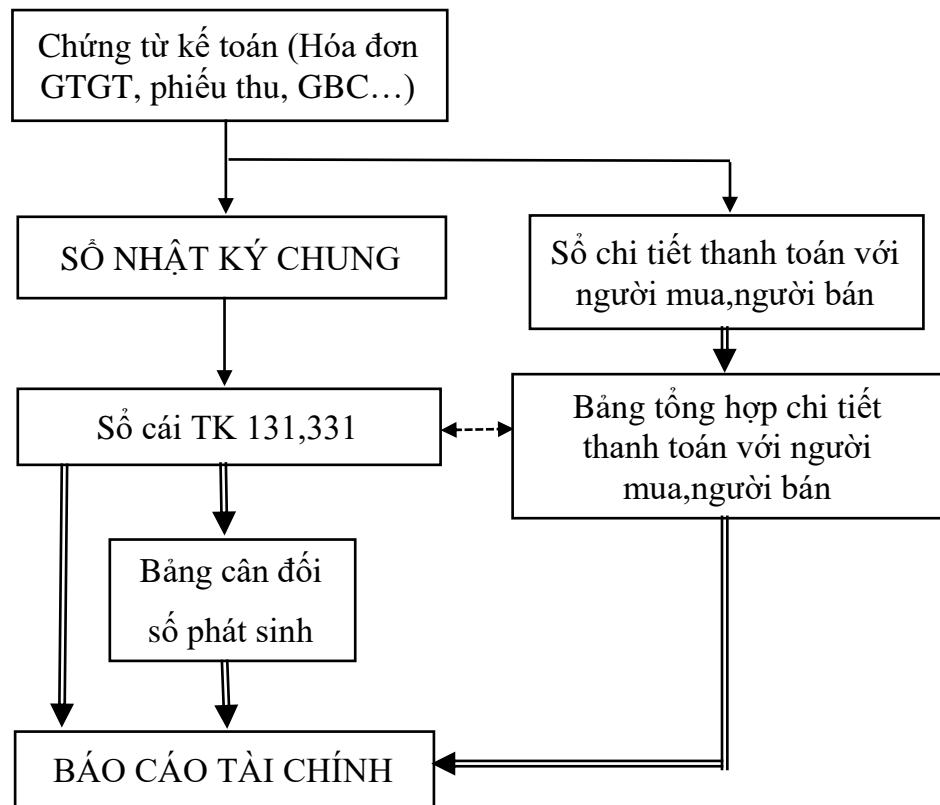 Chứng từ kế toán (Hóa đơn
GTGT, phiếu thu, GBC…)
SỔ NHẬT KÝ CHUNG
Sổ chi tiết thanh toán với
người mua,người bán
Sổ cái TK 131,331
Bảng tổng hợp chi tiết
thanh toán với người
mua,người bán
Bảng cân đối
số phát sinh
BÁO CÁO TÀI CHÍNH